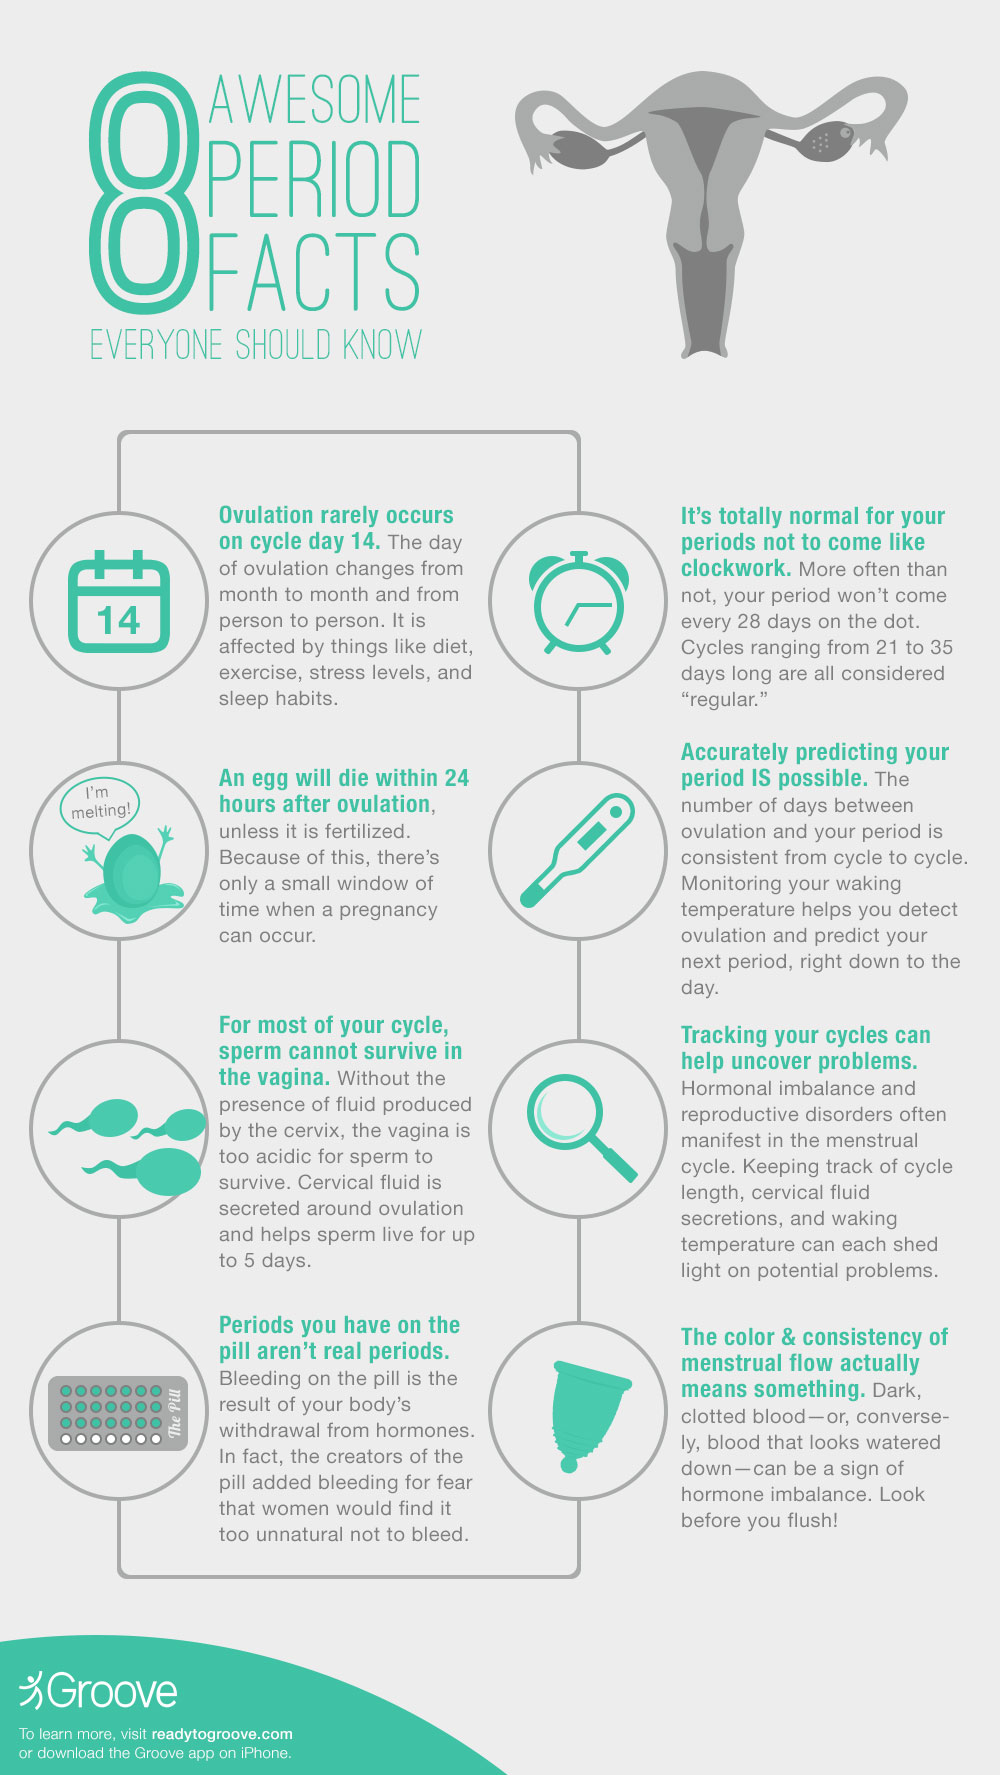 8 AWESOME
PERIOD
FACTS
EVERYONE SHOULD KNOW
14
Ovulation rarely occurs
on cycle day 14. The day
of ovulation changes from
month to month and from
person to person. It is
affected by things like diet,
exercise, stress levels, and
sleep habits.
It's totally normal for your
periods not to come like
clockwork. More often than
not, your period won't come
every 28 days on the dot.
Cycles ranging from 21 to 35
days long are all considered
“regular.”
I'm
melting!
An egg will die within 24
hours after ovulation,
unless it is fertilized.
Because of this, there's
only a small window of
time when a pregnancy
can occur.
Accurately predicting your
period IS possible. The
number of days between
ovulation and your period is
consistent from cycle to cycle.
Monitoring your waking
temperature helps you detect
ovulation and predict your
next period, right down to the
day.
For most of your cycle,
sperm cannot survive in
the vagina. Without the
presence of fluid produced
by the cervix, the vagina is
too acidic for sperm to
survive. Cervical fluid is
secreted around ovulation
and helps sperm live for up
to 5 days.
Tracking your cycles can
help uncover problems.
Hormonal imbalance and
reproductive disorders often
manifest in the menstrual
cycle. Keeping track of cycle
length, cervical fluid
secretions, and waking
temperature can each shed
light on potential problems.
The Pill
Periods you have on the
pill aren't real periods.
Bleeding on the pill is the
result of your body's
withdrawal from hormones.
In fact, the creators of the
pill added bleeding for fear
that women would find it
too unnatural not to bleed.
The color & consistency of
menstrual flow actually
means something. Dark,
clotted blood—or, converse-
ly, blood that looks watered
down—can be a sign of
hormone imbalance. Look
before you flush!
Groove
To learn more, visit readytogroove.com
or download the Groove app on iPhone.